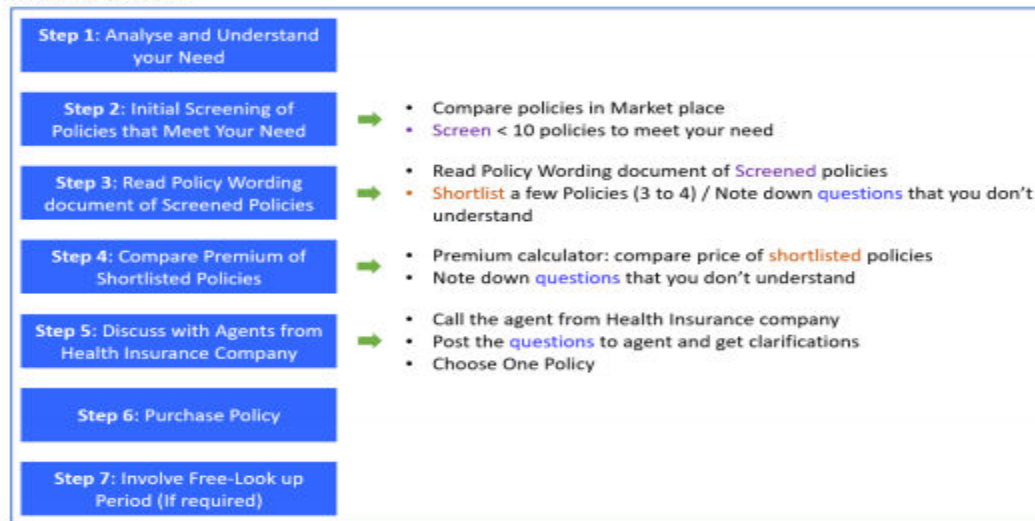 Step 1: Analyse and Understand
your Need
Step 2: Initial Screening of
Policies that Meet Your Need
• Compare policies in Market place
• Screen < 10 policies to meet your need
Step 3: Read Policy Wording
document of Screened Policies
• Read Policy Wording document of Screened policies
• Shortlist a few Policies (3 to 4) / Note down questions that you don't
understand
Step 4: Compare Premium of
Shortlisted Policies
• Premium calculator: compare price of shortlisted policies
• Note down questions that you don't understand
Step 5: Discuss with Agents from
Health Insurance Company
• Call the agent from Health Insurance company
• Post the questions to agent and get clarifications
• Choose One Policy
Step 6: Purchase Policy
Step 7: Involve Free-Look up
Period (If required)